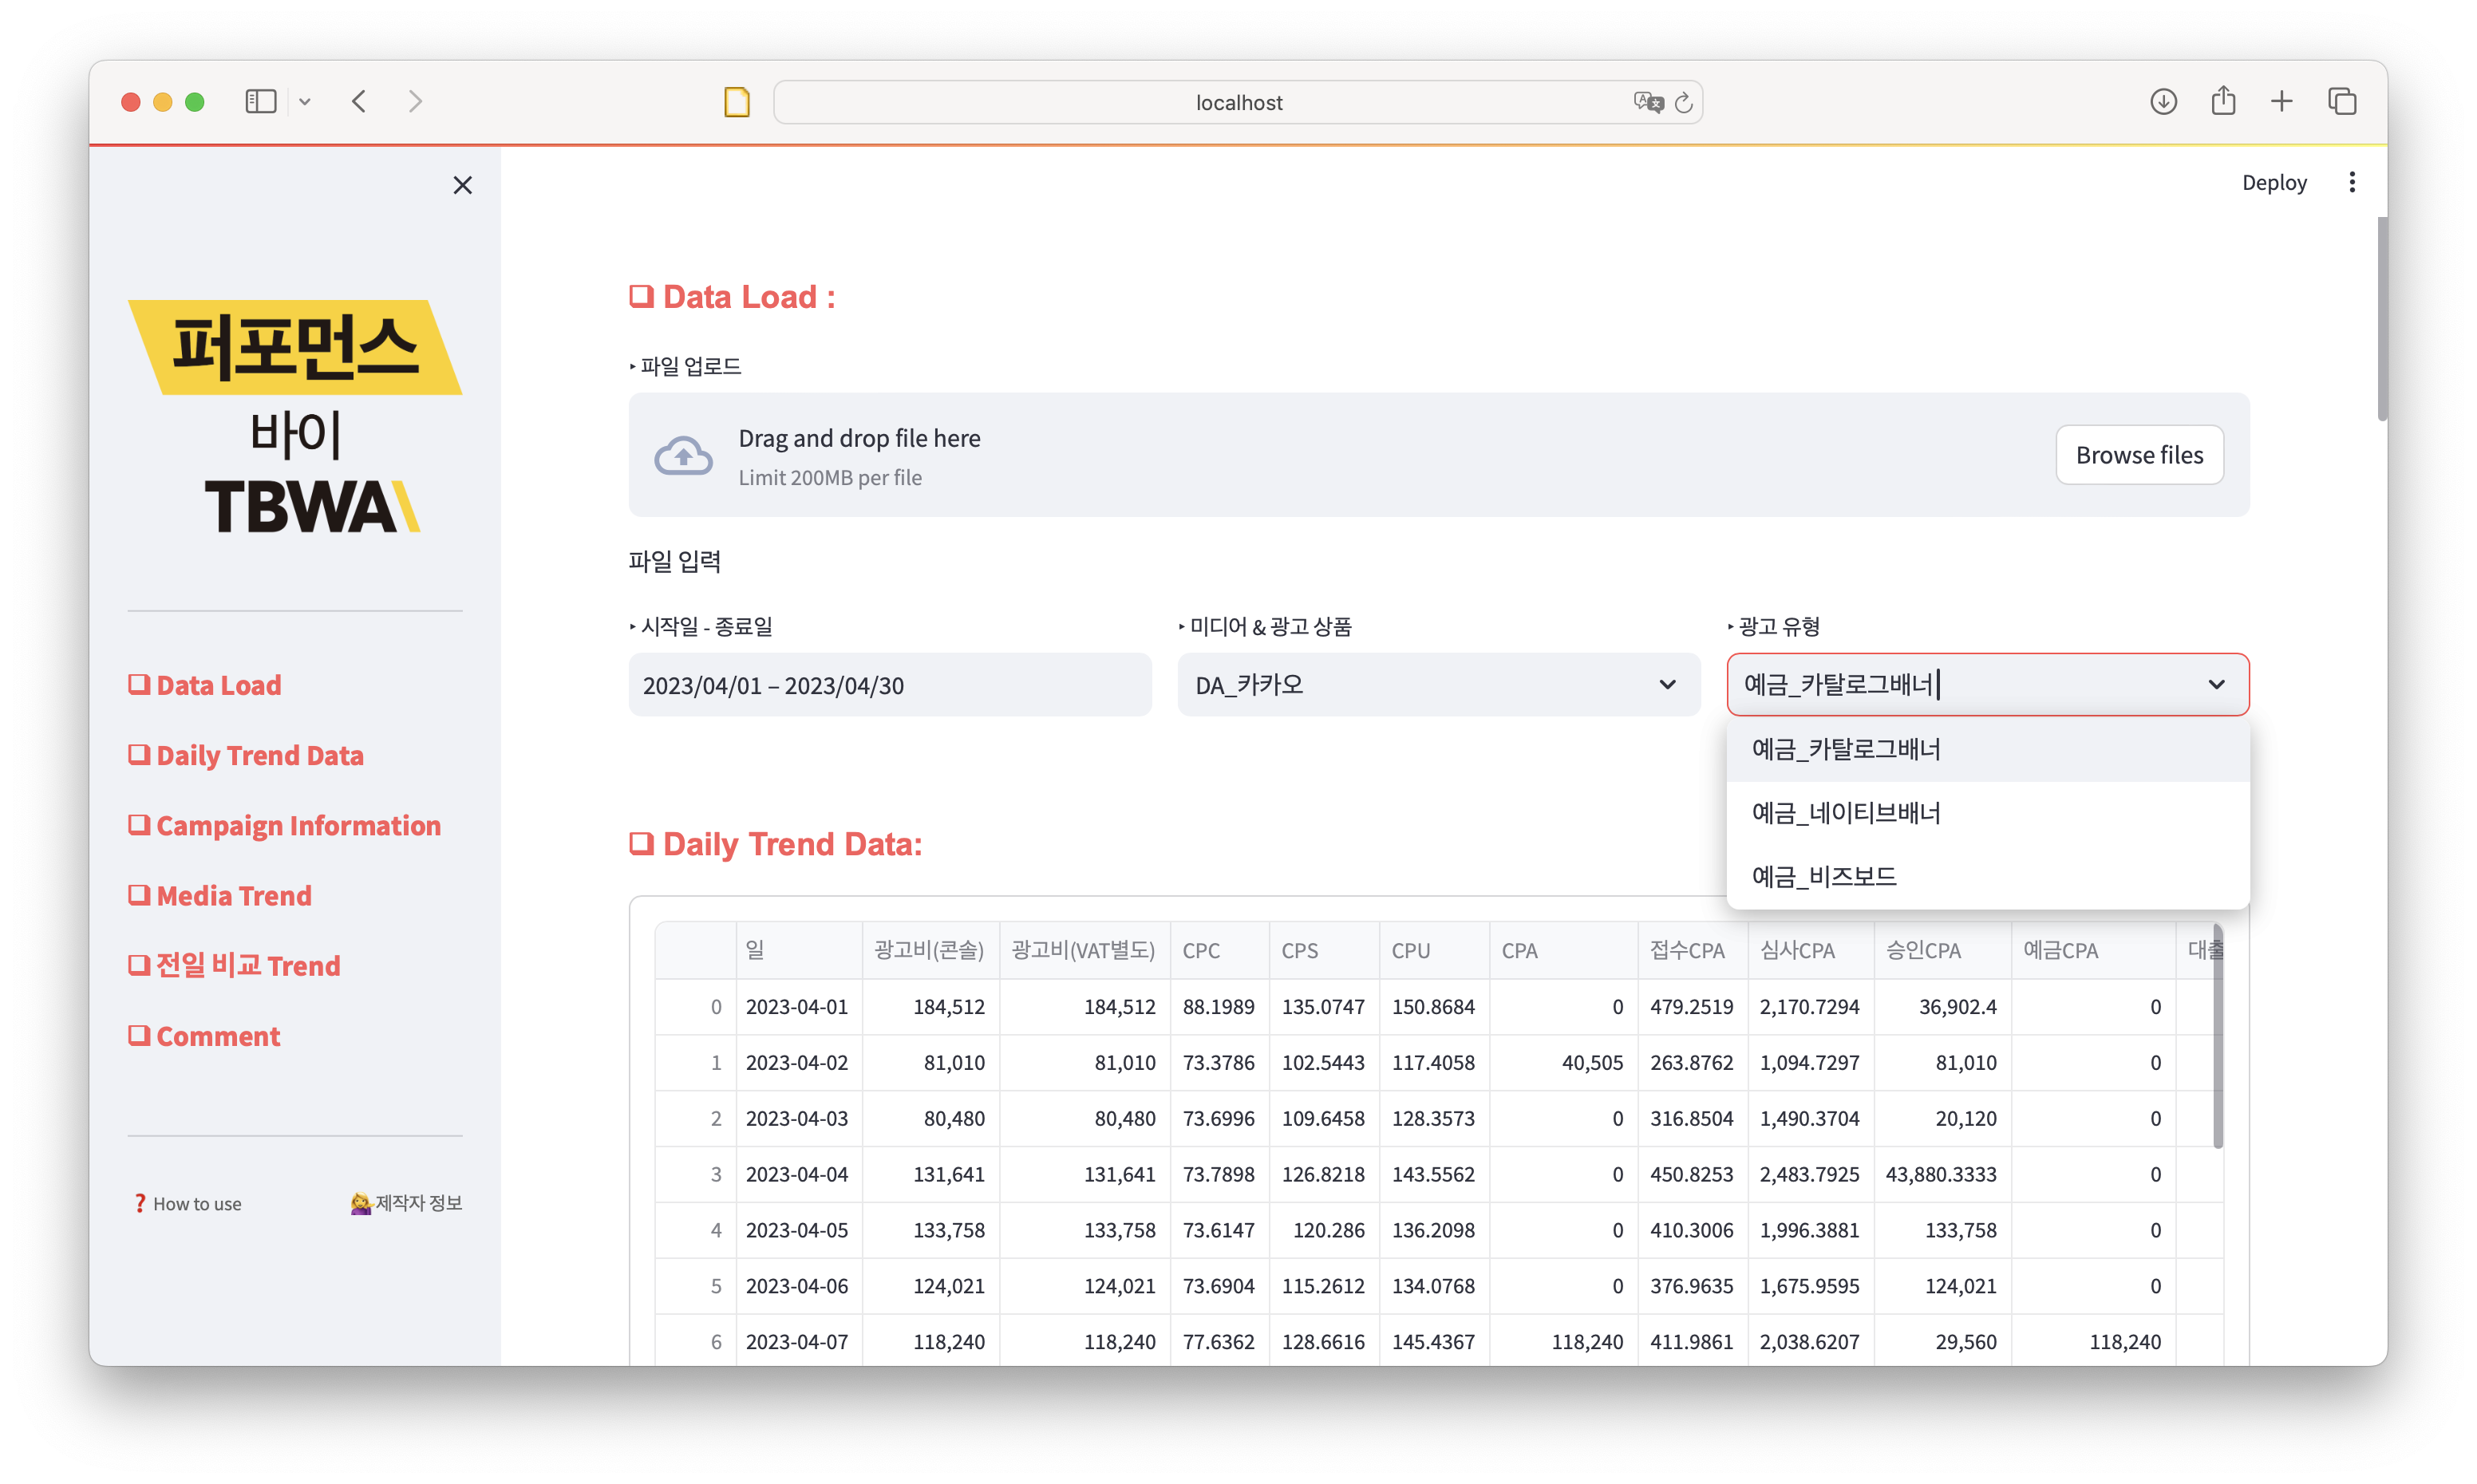 localhost
Deploy
퍼포먼스
바이
TBWA\
❏ Data Load
❏ Daily Trend Data
❏ Campaign Information
❏ Media Trend
❏ 전일 비교 Trend
❏ Comment
❓ How to use
💁‍♀️제작자 정보
❏ Data Load :
‣ 파일 업로드
Drag and drop file here
Limit 200MB per file
Browse files
파일 입력
‣ 시작일 - 종료일
‣ 미디어 & 광고 상품
‣ 광고 유형
2023/04/01 – 2023/04/30
DA_카카오
예금_카탈로그배너
예금_카탈로그배너
예금_네이티브배너
예금_비즈보드
❏ Daily Trend Data:
일 광고비(콘솔) 광고비(VAT별도) CPC CPS CPU CPA 접수CPA 심사CPA 승인CPA 예금CPA 대출
0 2023-04-01 184,512 184,512 88.1989 135.0747 150.8684 0 479.2519 2,170.7294 36,902.4 0
1 2023-04-02 81,010 81,010 73.3786 102.5443 117.4058 40,505 263.8762 1,094.7297 81,010 0
2 2023-04-03 80,480 80,480 73.6996 109.6458 128.3573 0 316.8504 1,490.3704 20,120 0
3 2023-04-04 131,641 131,641 73.7898 126.8218 143.5562 0 450.8253 2,483.7925 43,880.3333 0
4 2023-04-05 133,758 133,758 73.6147 120.286 136.2098 0 410.3006 1,996.3881 133,758 0
5 2023-04-06 124,021 124,021 73.6904 115.2612 134.0768 0 376.9635 1,675.9595 124,021 0
6 2023-04-07 118,240 118,240 77.6362 128.6616 145.4367 118,240 411.9861 2,038.6207 29,560 118,240